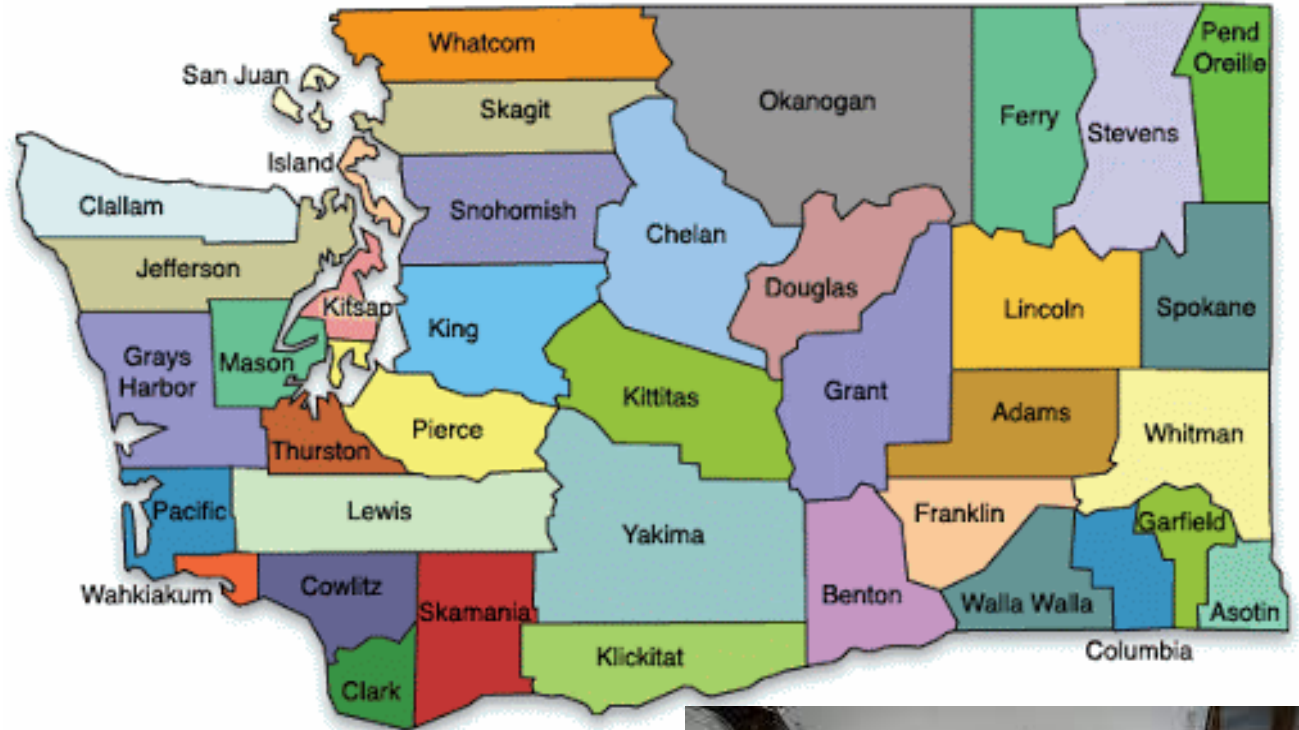 Whatcom
Pend
Oreille
San Juan
Skagit
Okanogan
Ferry
Stevens
Island
Clallam
Snohomish
Chelan
Jefferson
Douglas
Kitsap
King
Lincoln
Spokane
Grays
Harbor
Mason
Kittitas
Grant
Adams
Pierce
Whitman
Thurston
Pacific
Lewis
Yakima
Franklin
Garfield
Wahkiakum
Cowlitz
Skamania
Benton
Walla Walla
Asotin
Klickitat
Columbia
Clark